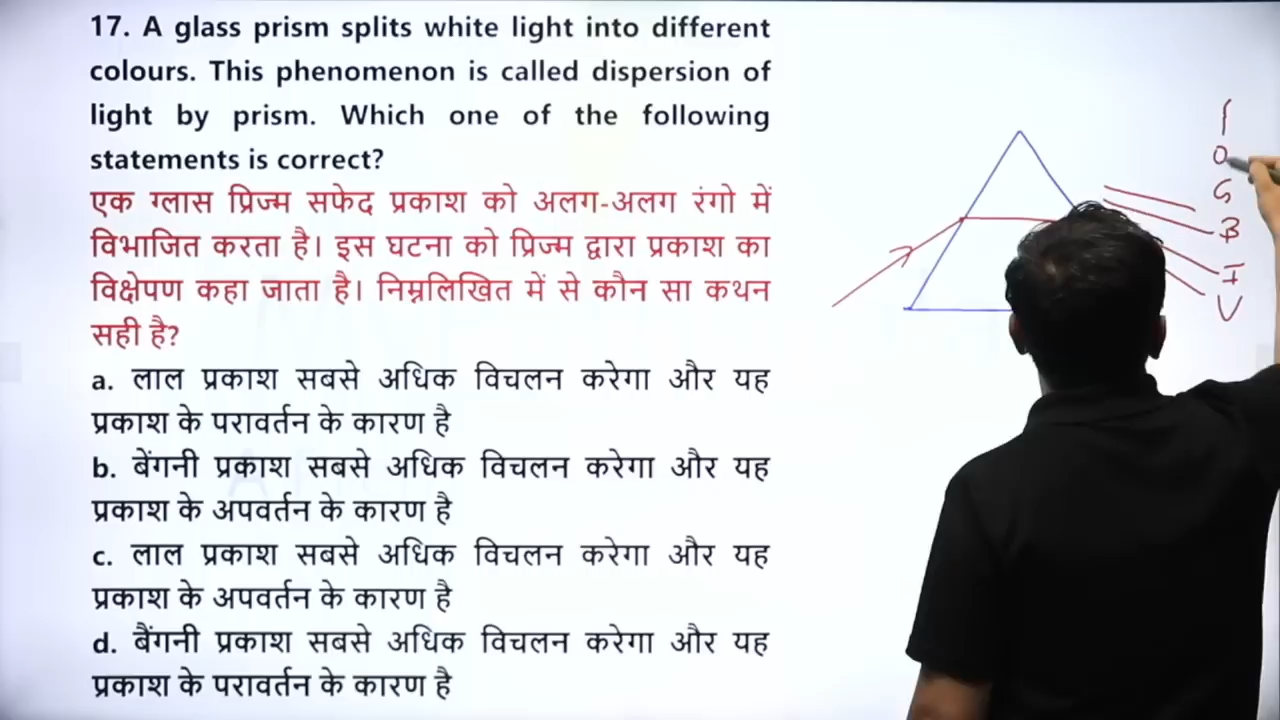 17. A glass prism splits white light into different
colours. This phenomenon is called dispersion of
light by prism. Which one of the following
statements is correct?
एक ग्लास प्रिज्म सफेद प्रकाश को अलग-अलग रंगो में
विभाजित करता है। इस घटना को प्रिज्म द्वारा प्रकाश का
विक्षेपण कहा जाता है। निम्नलिखित में से कौन सा कथन
सही है?
a. लाल प्रकाश सबसे अधिक विचलन करेगा और यह
प्रकाश के परावर्तन के कारण है
b. बेंगनी प्रकाश सबसे अधिक विचलन करेगा और यह
प्रकाश के अपवर्तन के कारण है
c. लाल प्रकाश सबसे अधिक विचलन करेगा और यह
प्रकाश के अपवर्तन के कारण है
d. बैंगनी प्रकाश सबसे अधिक विचलन करेगा और यह
प्रकाश के परावर्तन के कारण है
O
G
B
I
V